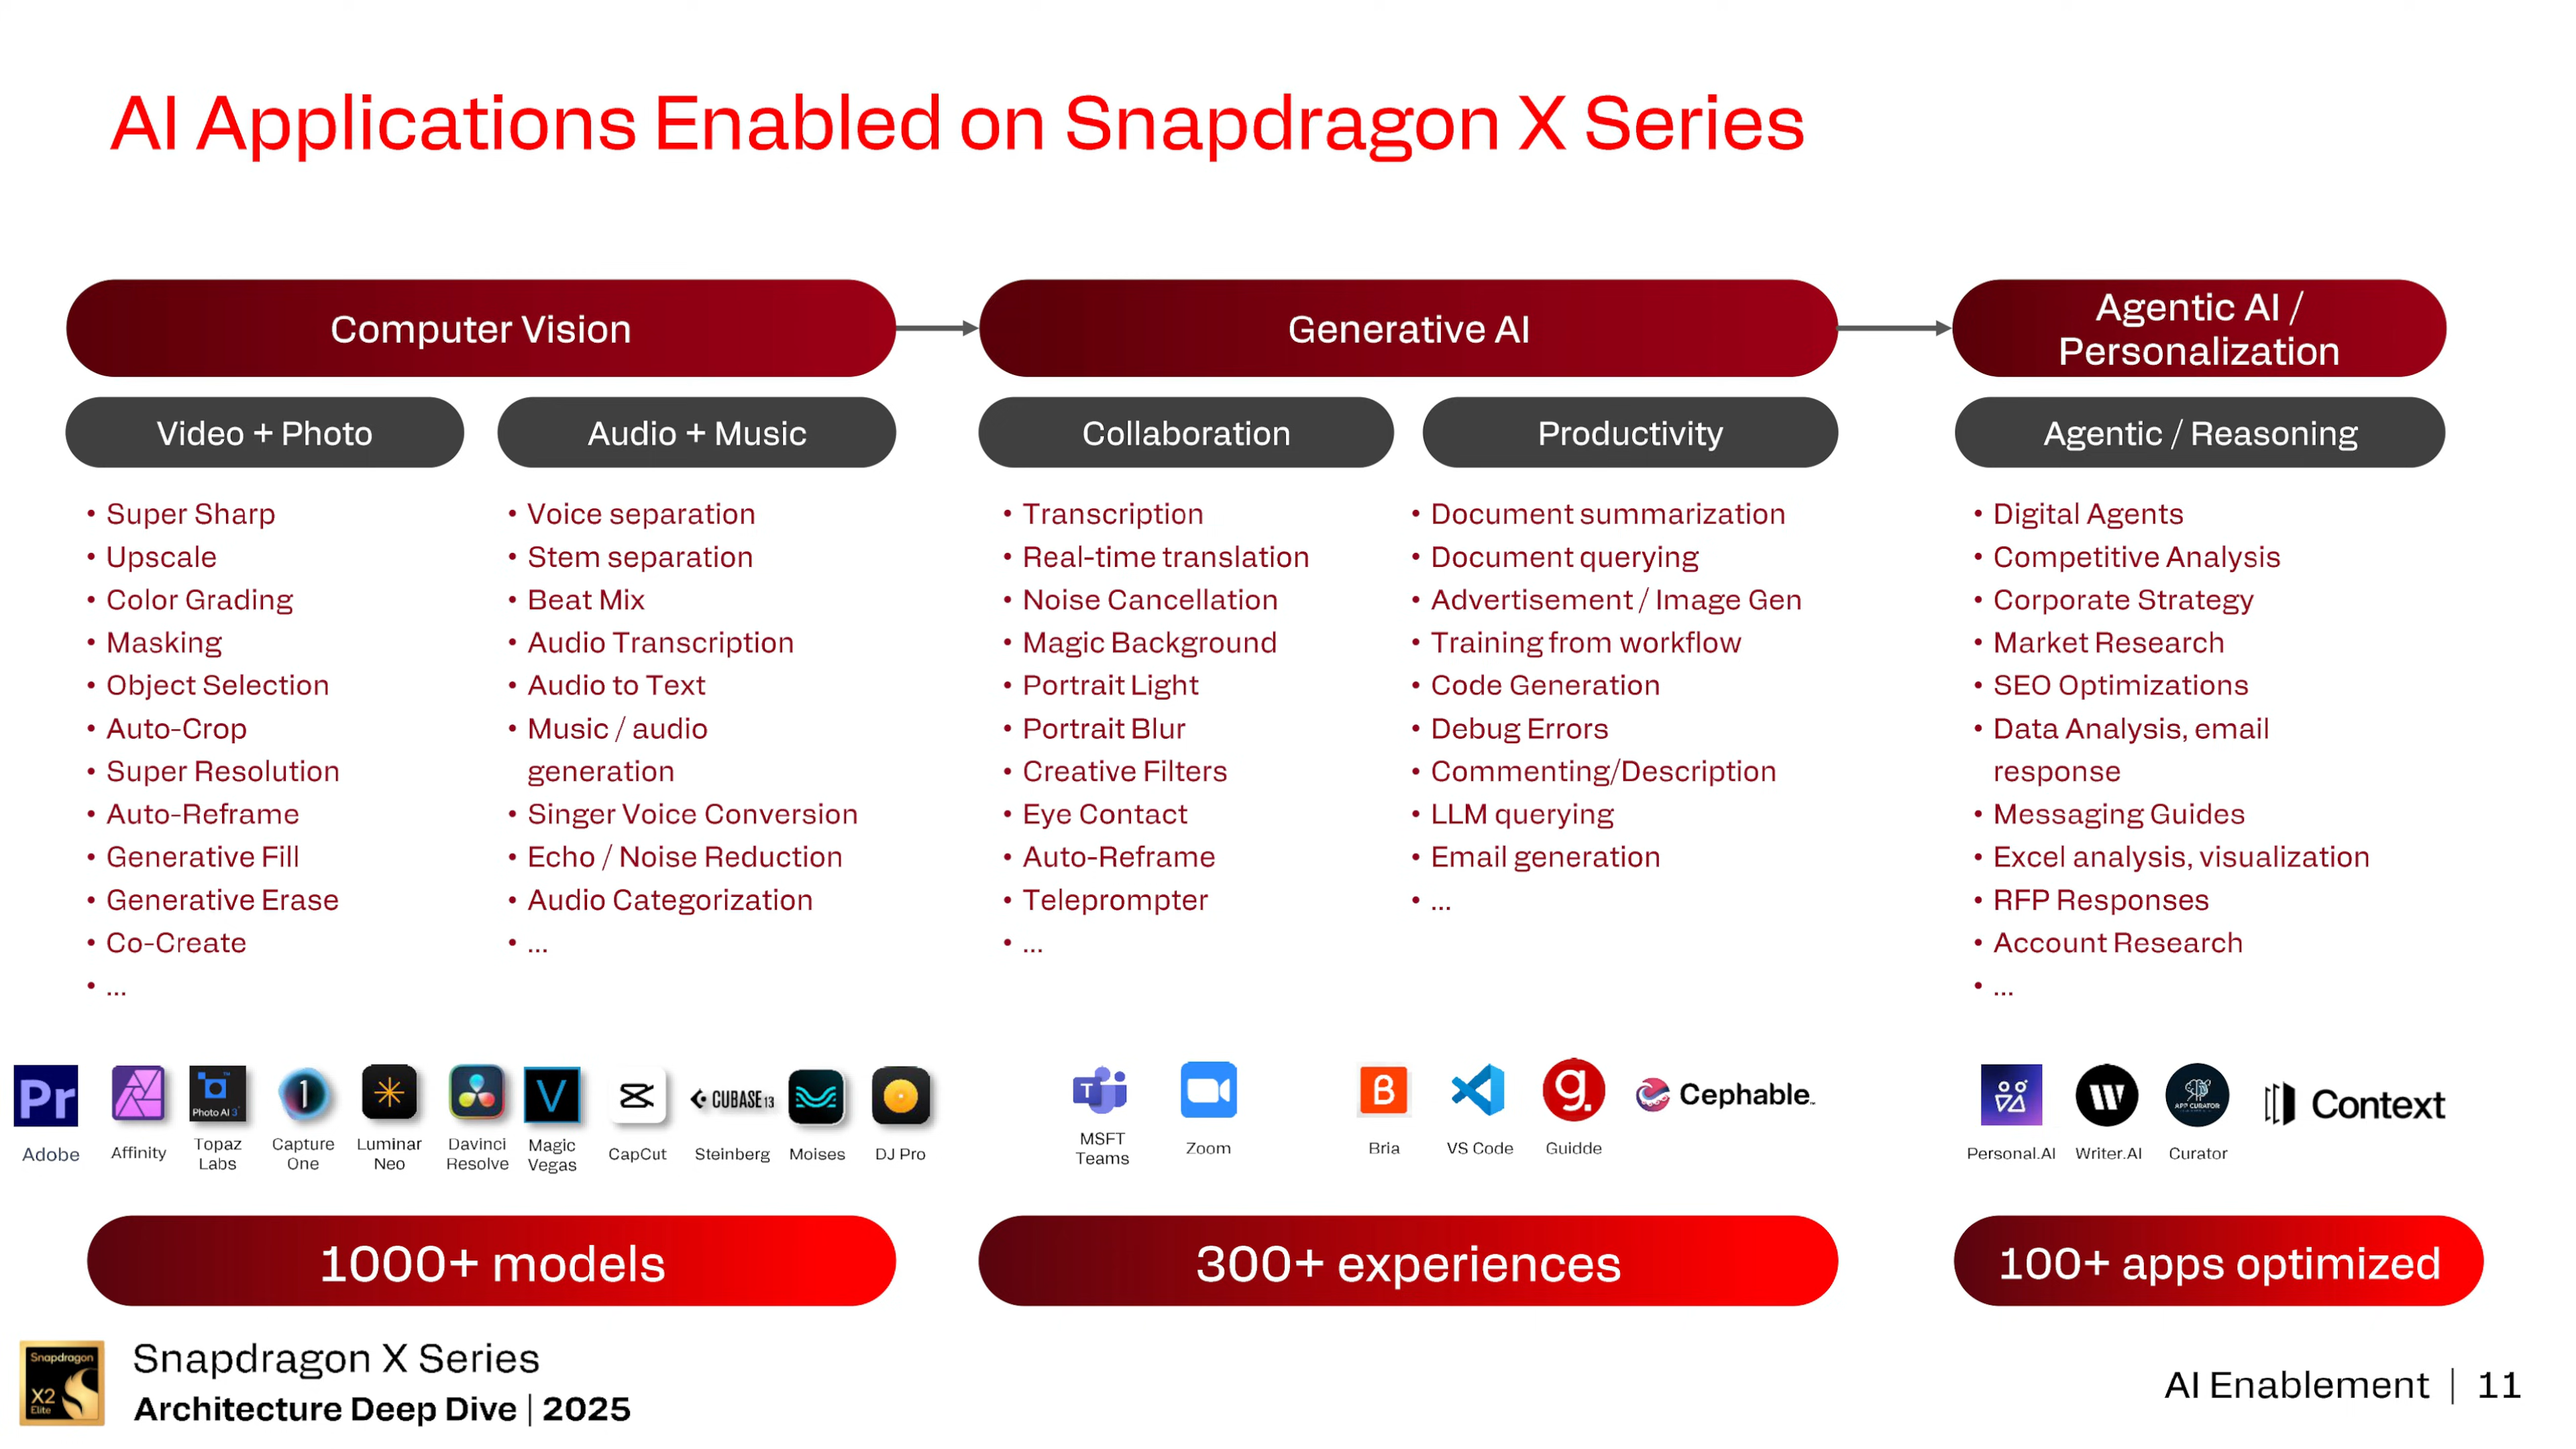 AI Applications Enabled on Snapdragon X Series
Computer Vision
Generative AI
Agentic AI /
Personalization
Video + Photo
Audio + Music
Collaboration
Productivity
Agentic / Reasoning
• Super Sharp
• Upscale
• Color Grading
• Masking
• Object Selection
• Auto-Crop
• Super Resolution
• Auto-Reframe
• Generative Fill
• Generative Erase
• Co-Create
• ...
• Voice separation
• Stem separation
• Beat Mix
• Audio Transcription
• Audio to Text
• Music / audio
generation
• Singer Voice Conversion
• Echo / Noise Reduction
• Audio Categorization
• ...
• Transcription
• Real-time translation
• Noise Cancellation
• Magic Background
• Portrait Light
• Portrait Blur
• Creative Filters
• Eye Contact
• Auto-Reframe
• Teleprompter
• ...
• Document summarization
• Document querying
• Advertisement / Image Gen
• Training from workflow
• Code Generation
• Debug Errors
• Commenting/Description
• LLM querying
• Email generation
• ...
• Digital Agents
• Competitive Analysis
• Corporate Strategy
• Market Research
• SEO Optimizations
• Data Analysis, email
response
• Messaging Guides
• Excel analysis, visualization
• RFP Responses
• Account Research
• ...
Pr
Adobe
Affinity
Photo AI 3
Topaz
Labs
1
Capture
One
Luminar
Neo
Davinci
Resolve
V
Magic
Vegas
CapCut
CUBASE 13
Steinberg
Moises
DJ Pro
T
MSFT
Teams
Zoom
B
Bria
VS Code
g.
Guidde
Cephable™
Personal.AI
W
Writer.AI
APP CURATOR
Curator
Context
1000+ models
300+ experiences
100+ apps optimized
Snapdragon
X2
Elite
Snapdragon X Series
Architecture Deep Dive | 2025
AI Enablement | 11